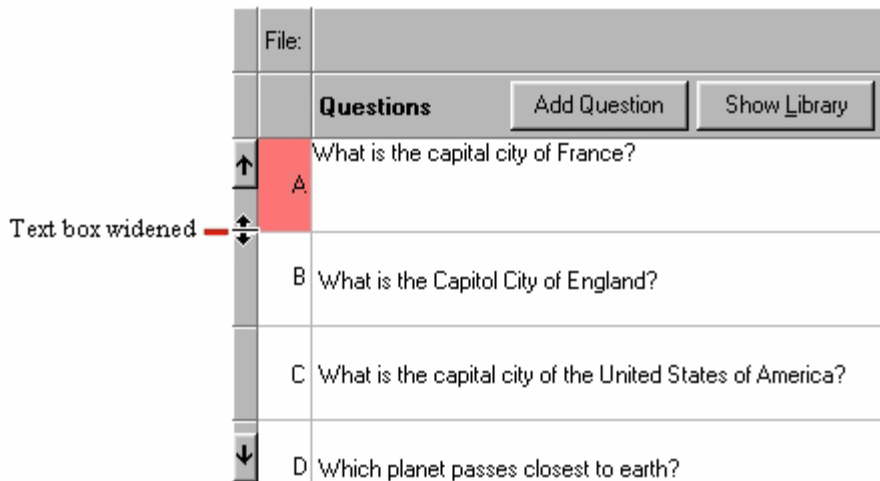 File:
Questions Add Question Show Library
What is the capital city of France?
A
Text box widened
B What is the Capitol City of England?
C What is the capital city of the United States of America?
D Which planet passes closest to earth?